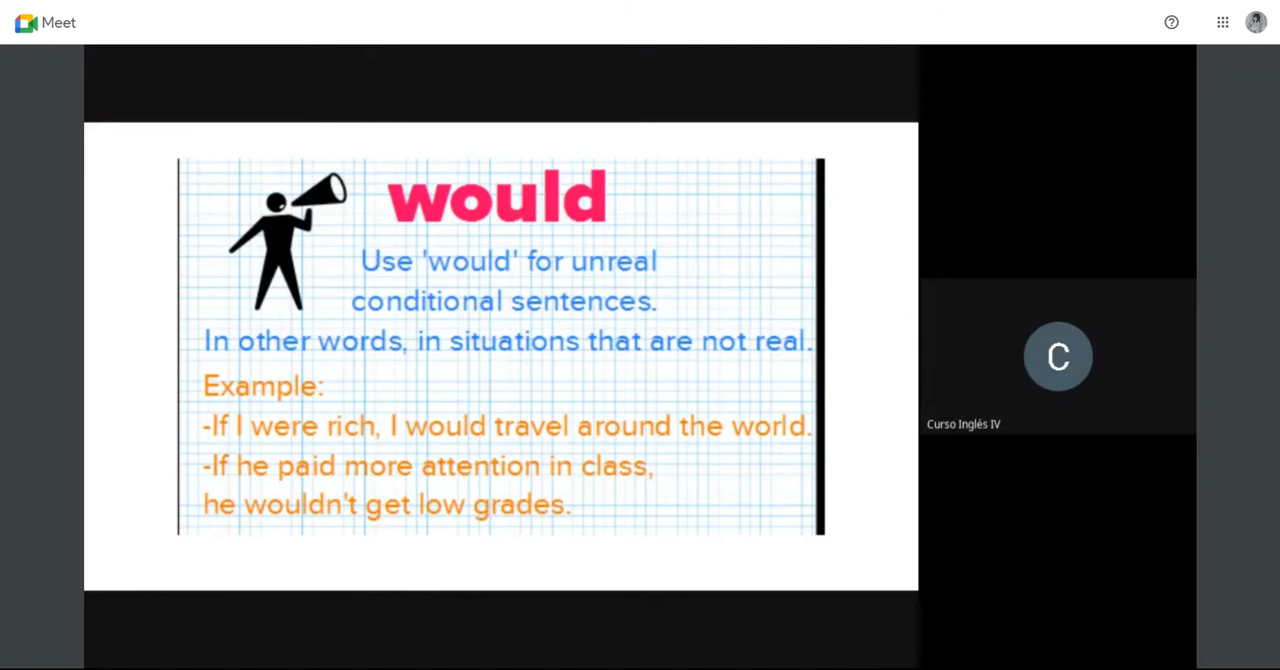 Meet
would
Use 'would' for unreal
conditional sentences.
In other words, in situations that are not real.
Example:
-If I were rich, I would travel around the world.
-If he paid more attention in class,
he wouldn't get low grades.
C
Curso Inglés IV